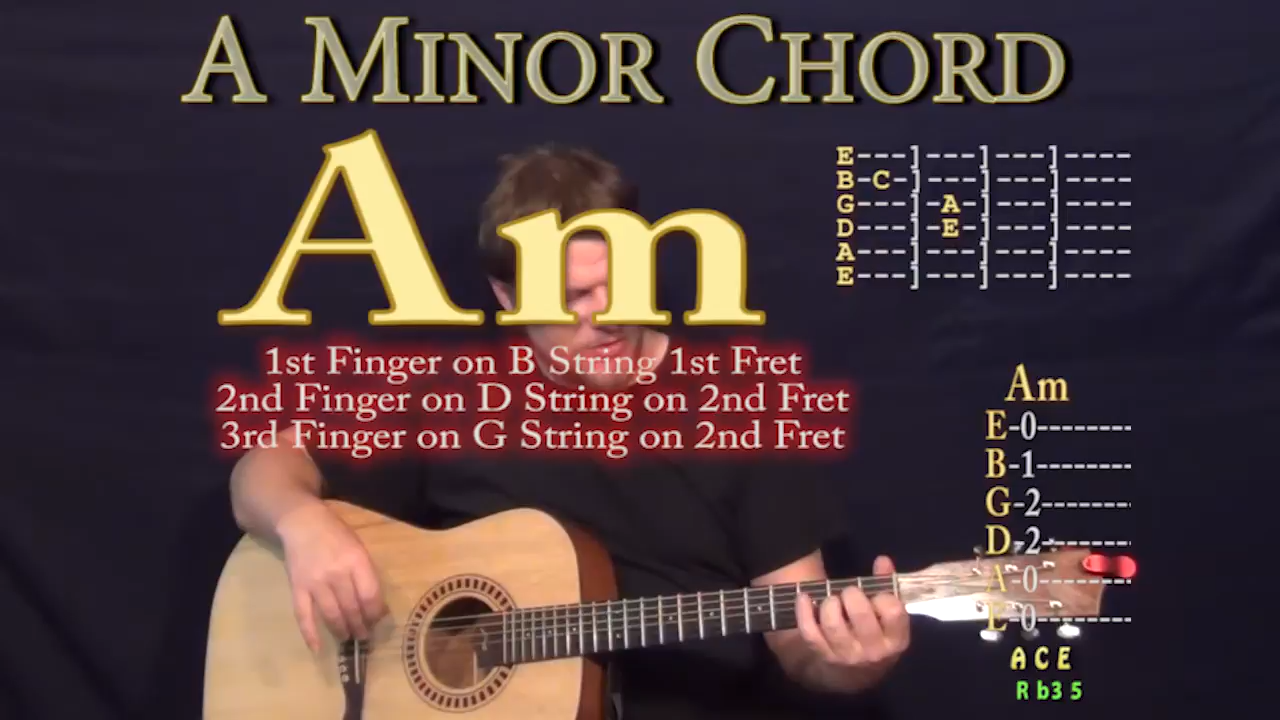 A MINOR CHORD
Am
1st Finger on B String 1st Fret
2nd Finger on D String on 2nd Fret
3rd Finger on G String on 2nd Fret
E---]---]---]----
B-C-]---]---]----
G---]-A-]---]----
D---]-E-]---]----
A---]---]---]----
E---]---]---]----
Am
E-0--------
B-1--------
G-2--------
D-2--------
A-0--------
E-0--------
A C E
R b3 5